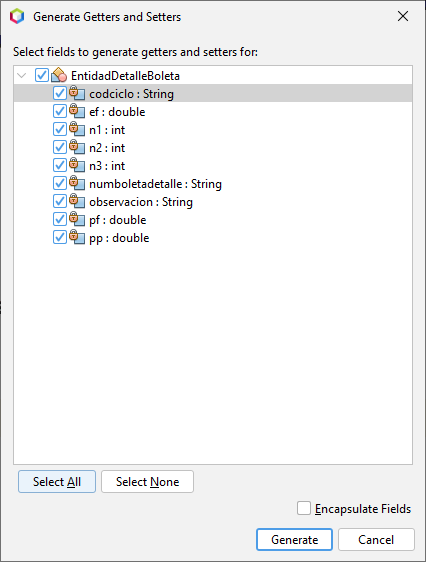 Generate Getters and Setters
Select fields to generate getters and setters for:
EntidadDetalleBoleta
codciclo : String
ef : double
n1 : int
n2 : int
n3 : int
numboletadetalle : String
observacion : String
pf : double
pp : double
Select All
Select None
Encapsulate Fields
Generate
Cancel